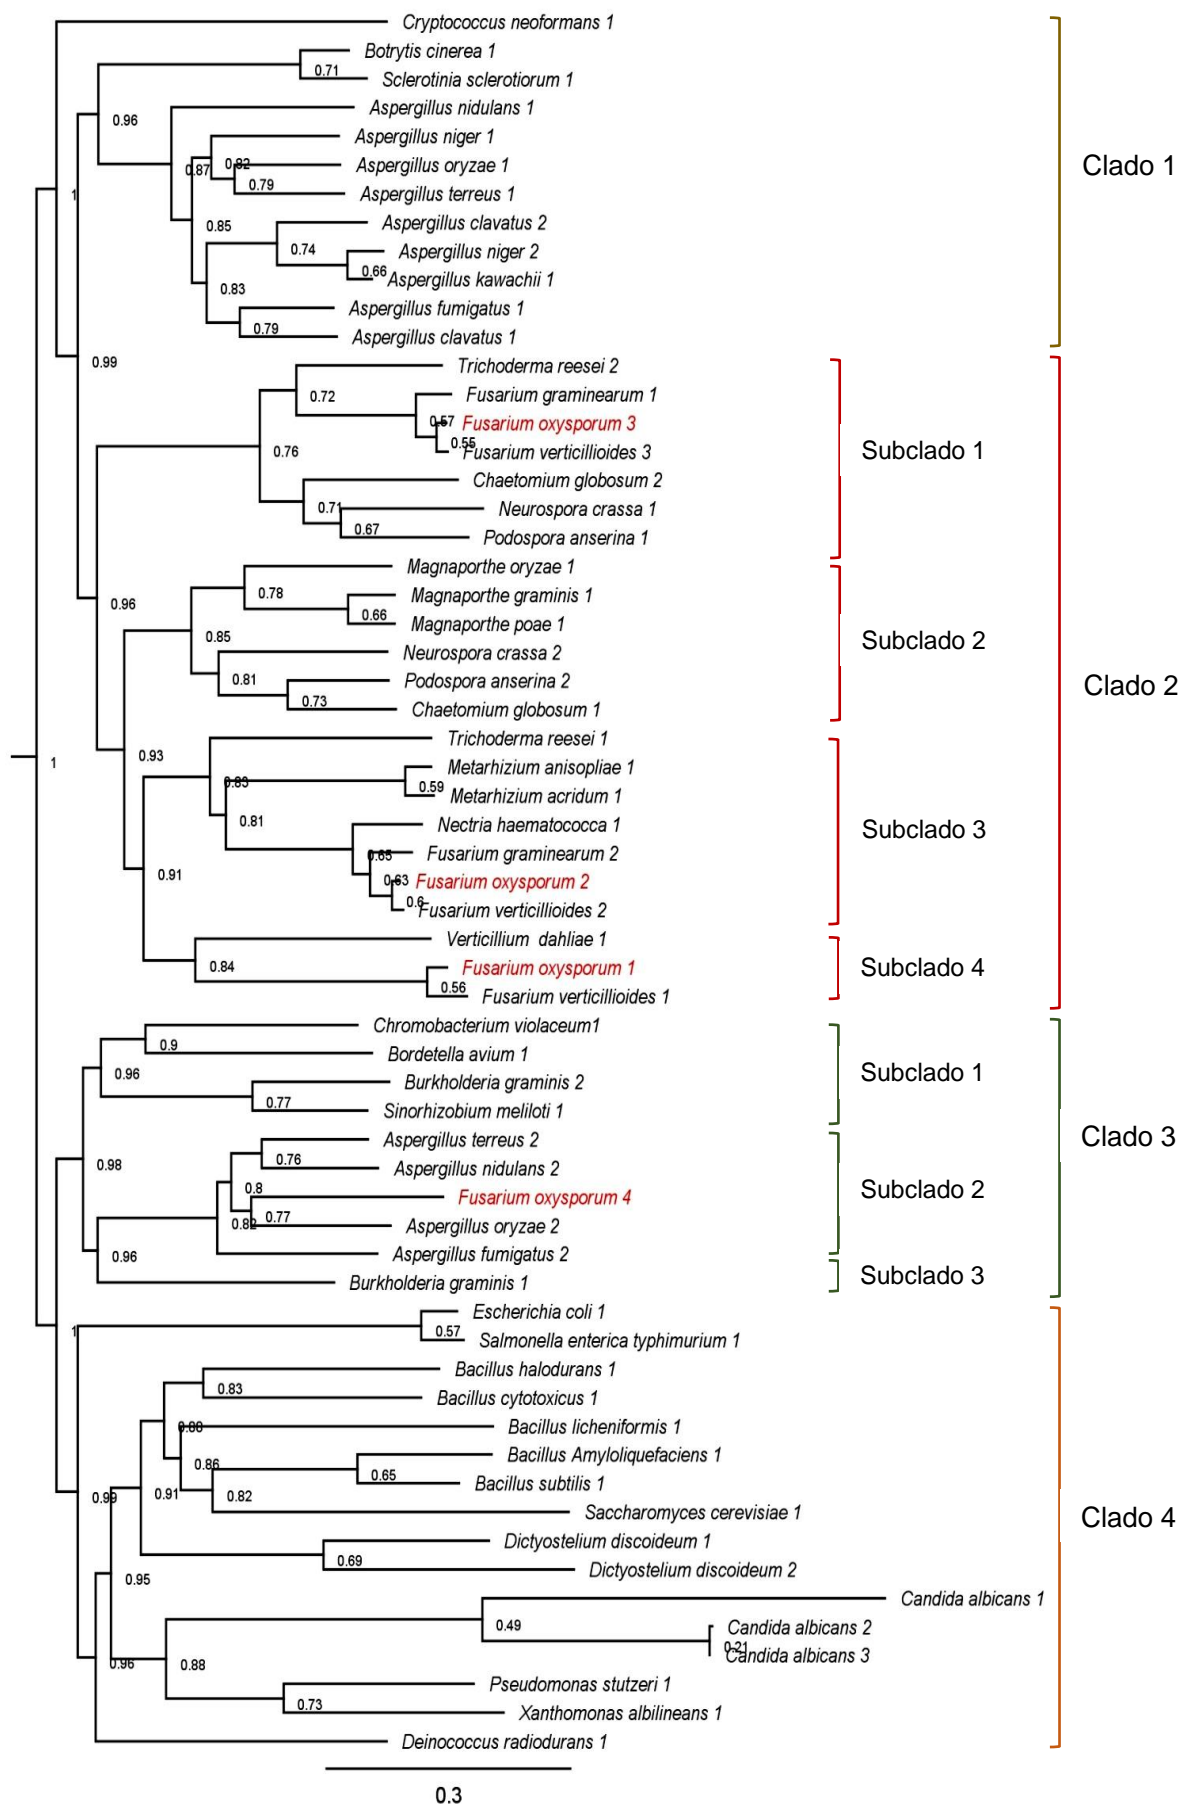 Cryptococcus neoformans 1
Botrytis cinerea 1
0.71
Sclerotinia sclerotiorum 1
Aspergillus nidulans 1
0.96
Aspergillus niger 1
Clado 1
0.87
0.82
Aspergillus oryzae 1
0.79
1
Aspergillus terreus 1
Aspergillus clavatus 2
0.85
0.74
Aspergillus niger 2
0.66
Aspergillus kawachii 1
0.83
Aspergillus fumigatus 1
0.79
Aspergillus clavatus 1
0.99
Trichoderma reesei 2
0.72
Fusarium graminearum 1
0.57
Fusarium oxysporum 3
0.55
0.76
Fusarium verticillioides 3
Subclado 1
Chaetomium globosum 2
0.71
Neurospora crassa 1
0.67
Podospora anserina 1
Magnaporthe oryzae 1
0.78
Magnaporthe graminis 1
0.96
0.66
Magnaporthe poae 1
0.85
Subclado 2
Neurospora crassa 2
0.81
Podospora anserina 2
Clado 2
0.73
Chaetomium globosum 1
Trichoderma reesei 1
0.93
1
Metarhizium anisopliae 1
0.83
0.59
Metarhizium acridum 1
0.81
Nectria haematococca 1
Subclado 3
0.65
Fusarium graminearum 2
0.91
0.63
Fusarium oxysporum 2
0.6
Fusarium verticillioides 2
Verticillium dahliae 1
0.84
Fusarium oxysporum 1
Subclado 4
0.56
Fusarium verticillioides 1
Chromobacterium violaceum1
0.9
Bordetella avium 1
0.96
Subclado 1
Burkholderia graminis 2
0.77
Sinorhizobium meliloti 1
Aspergillus terreus 2
Clado 3
0.98
0.76
Aspergillus nidulans 2
0.8
Subclado 2
Fusarium oxysporum 4
0.82
0.77
Aspergillus oryzae 2
0.96
Aspergillus fumigatus 2
Burkholderia graminis 1
Subclado 3
Escherichia coli 1
1
0.57
Salmonella enterica typhimurium 1
Bacillus halodurans 1
0.83
Bacillus cytotoxicus 1
Bacillus licheniformis 1
0.86
Bacillus Amyloliquefaciens 1
0.65
Bacillus subtilis 1
0.99
0.91
0.82
Saccharomyces cerevisiae 1
Clado 4
Dictyostelium discoideum 1
0.69
Dictyostelium discoideum 2
0.95
Candida albicans 1
0.49
Candida albicans 2
0.21
Candida albicans 3
0.96
0.88
Pseudomonas stutzeri 1
0.73
Xanthomonas albilineans 1
Deinococcus radiodurans 1
0.3